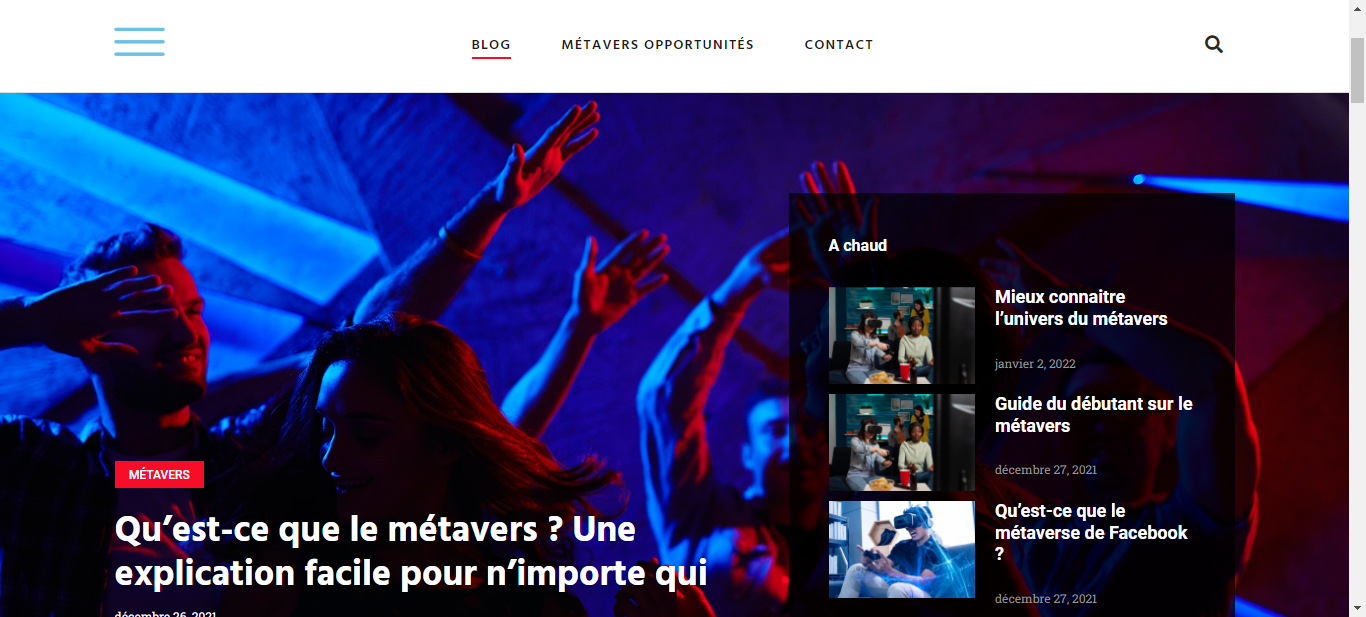 BLOG
MÉTAVERS OPPORTUNITÉS
CONTACT
MÉTAVERS
Qu’est-ce que le métavers ? Une
explication facile pour n’importe qui
décembre 26, 2021
A chaud
Mieux connaitre
l’univers du métavers
janvier 2, 2022
Guide du débutant sur le
métavers
décembre 27, 2021
Qu’est-ce que le
métaverse de Facebook
?
décembre 27, 2021